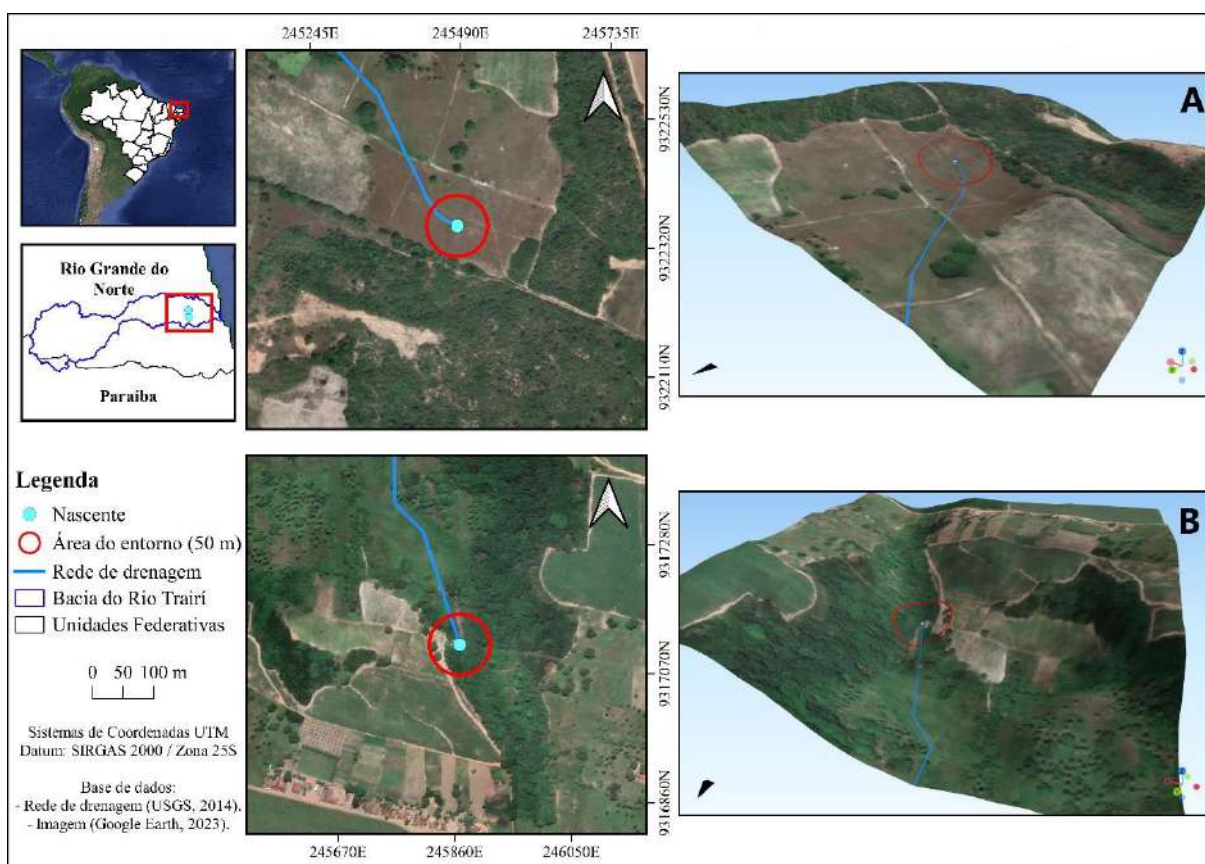 245245E 245490E 245735E
9322530N
9322320N
9322110N
A
Rio Grande do
Norte
Paraíba
Legenda
Nascente
Área do entorno (50 m)
Rede de drenagem
Bacia do Rio Trairí
Unidades Federativas
0 50 100 m
Sistemas de Coordenadas UTM
Datum: SIRGAS 2000 / Zona 25S
Base de dados:
- Rede de drenagem (USGS, 2014).
- Imagem (Google Earth, 2023).
9317280N
9317070N
9316860N
245670E 245860E 246050E
B